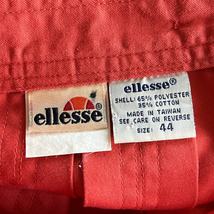 ellesse
ellesse®
SHELL: 65% POLYESTER
35% COTTON
MADE IN TAIWAN
SEE CARE ON REVERSE
SIZE: 44